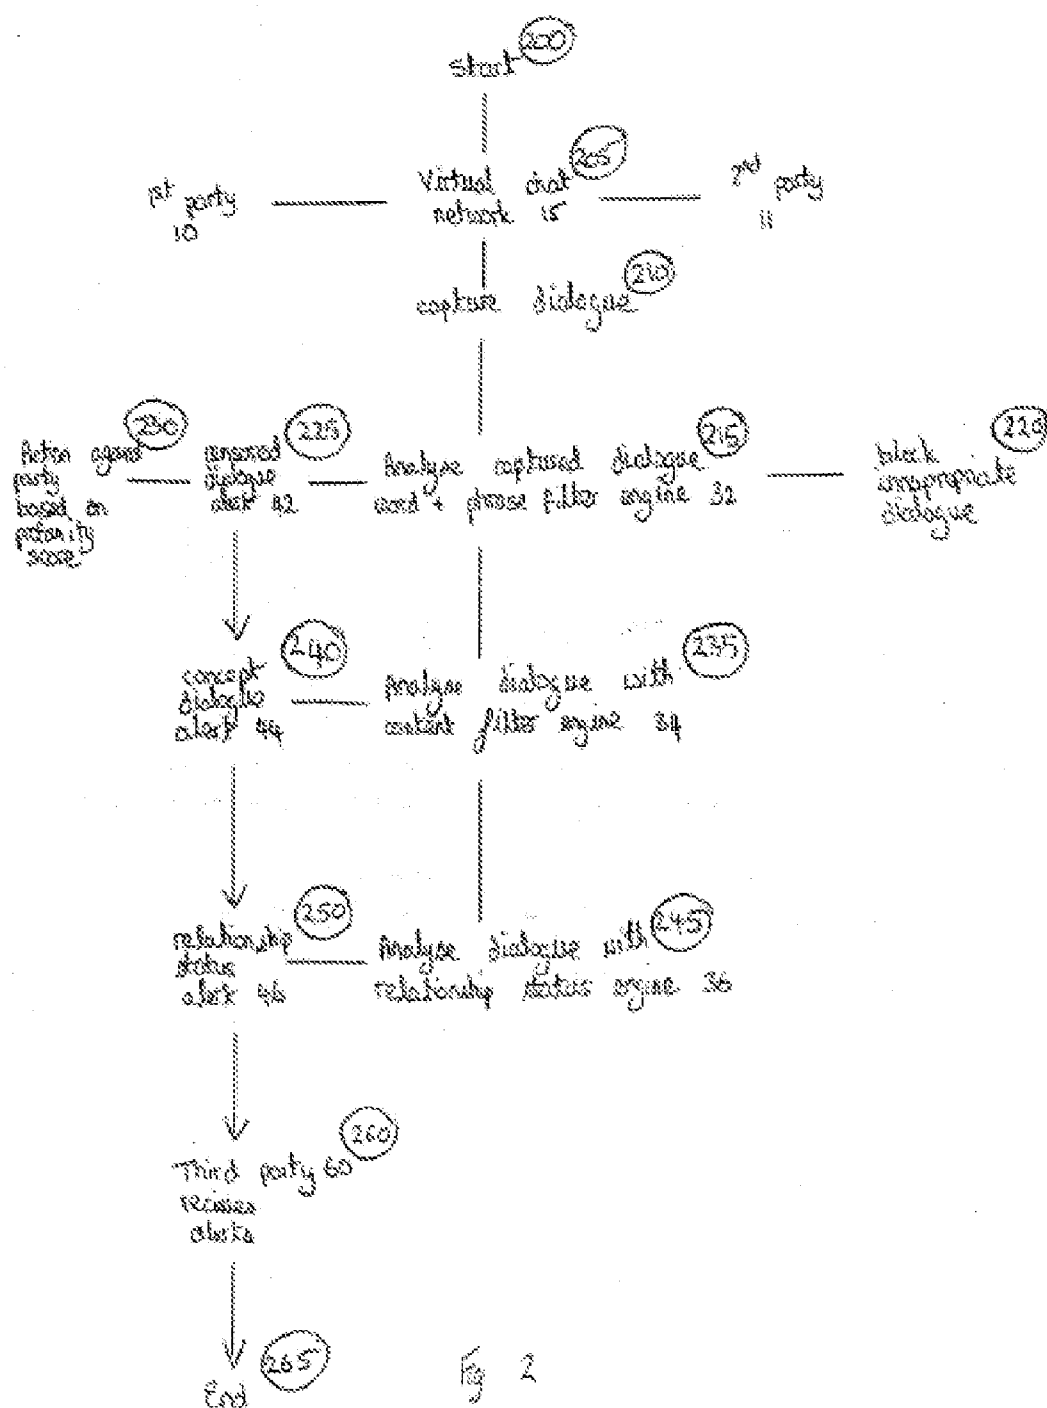 Start 200
Virtual chat 205
network 15
1st party
10
2nd party
11
capture dialogue 210
Action against 230
party
based on
polarity
score
censored 225
dialogue
alert 42
Analyse captured dialogue 215
word + phrase filter engine 32
block 220
innapropriate
dialogue
concept 240
dialogue
alert 44
Analyse dialogue with 235
content filter engine 34
relationship 250
status
alert 46
Analyse dialogue with 245
relationship status engine 36
Third party 60 260
recieves
alerts
End 265
Fig 2